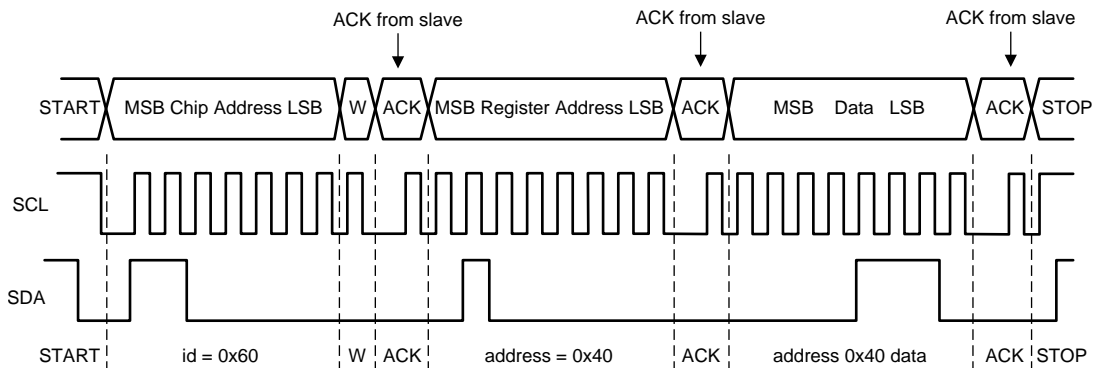 ACK from slave ACK from slave ACK from slave
START MSB Chip Address LSB W ACK MSB Register Address LSB ACK MSB Data LSB ACK STOP
SCL
SDA
START id = 0x60 W ACK address = 0x40 ACK address 0x40 data ACK STOP